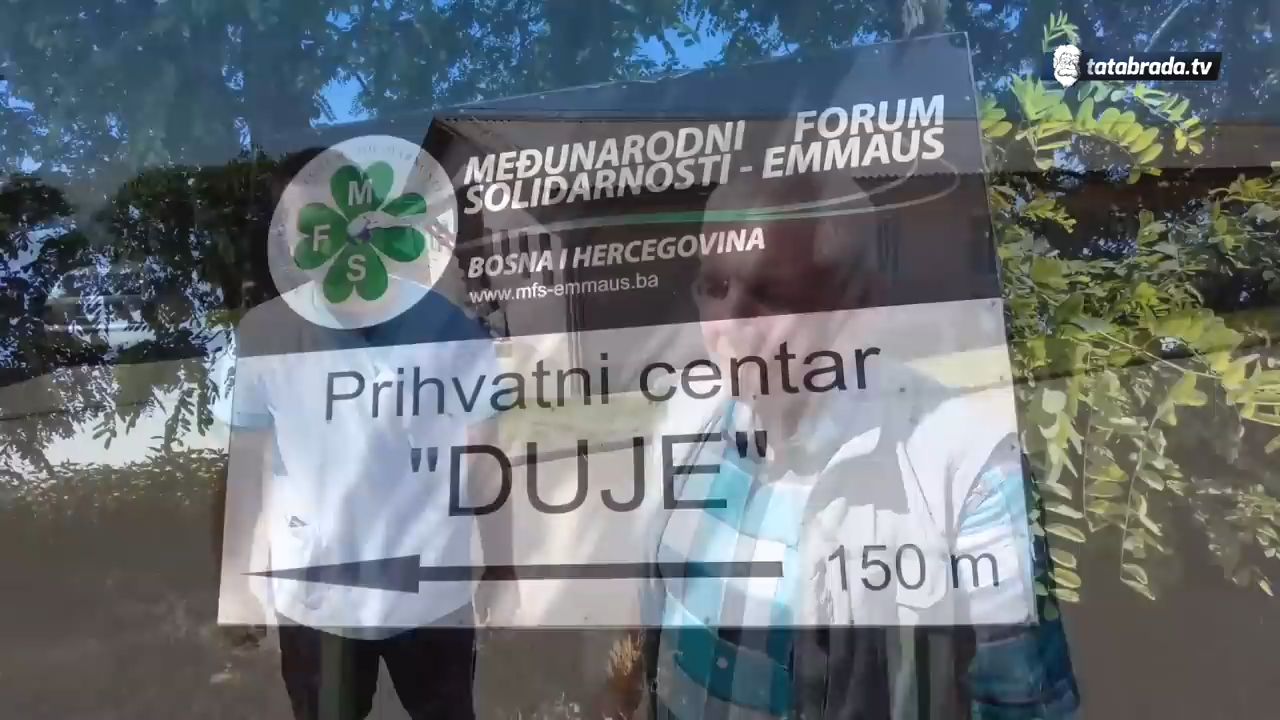 tatabrada.tv
MEĐUNARODNI FORUM
SOLIDARNOSTI - EMMAUS
BOSNA I HERCEGOVINA
www.mfs-emmaus.ba
M
F
S
Prihvatni centar
"DUJE"
150 m